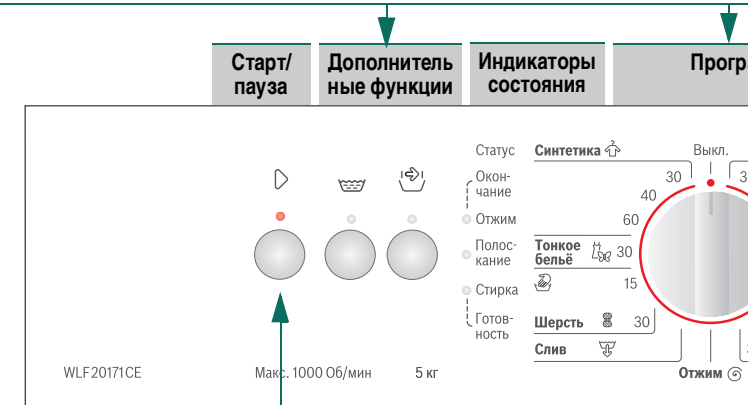 Старт/
пауза
Дополнитель
ные функции
Индикаторы
состояния
Прогр
Статус
Окон-
чание
Отжим
Полос-
кание
Стирка
Готов-
ность
Синтетика
Выкл.
30
40
60
Тонкое
бельё
30
15
Шерсть 30
Слив
Отжим
WLF20171CE
Макс. 1000 Об/мин
5 кг